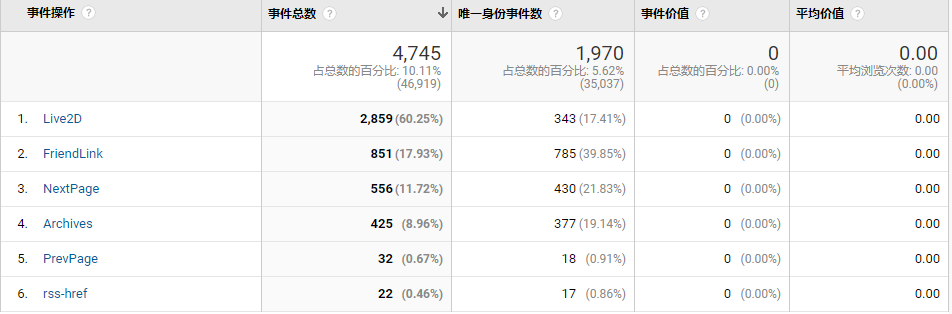 事件操作 ? 事件总数 ? ↓ 唯一身份事件数 ? 事件价值 ? 平均价值 ?
4,745 1,970 0 0.00
占总数的百分比: 10.11% 占总数的百分比: 5.62% 占总数的百分比: 0.00% 平均浏览次数: 0.00
(46,919) (35,037) (0) (0.00%)
1. Live2D 2,859 (60.25%) 343 (17.41%) 0 (0.00%) 0.00
2. FriendLink 851 (17.93%) 785 (39.85%) 0 (0.00%) 0.00
3. NextPage 556 (11.72%) 430 (21.83%) 0 (0.00%) 0.00
4. Archives 425 (8.96%) 377 (19.14%) 0 (0.00%) 0.00
5. PrevPage 32 (0.67%) 18 (0.91%) 0 (0.00%) 0.00
6. rss-href 22 (0.46%) 17 (0.86%) 0 (0.00%) 0.00